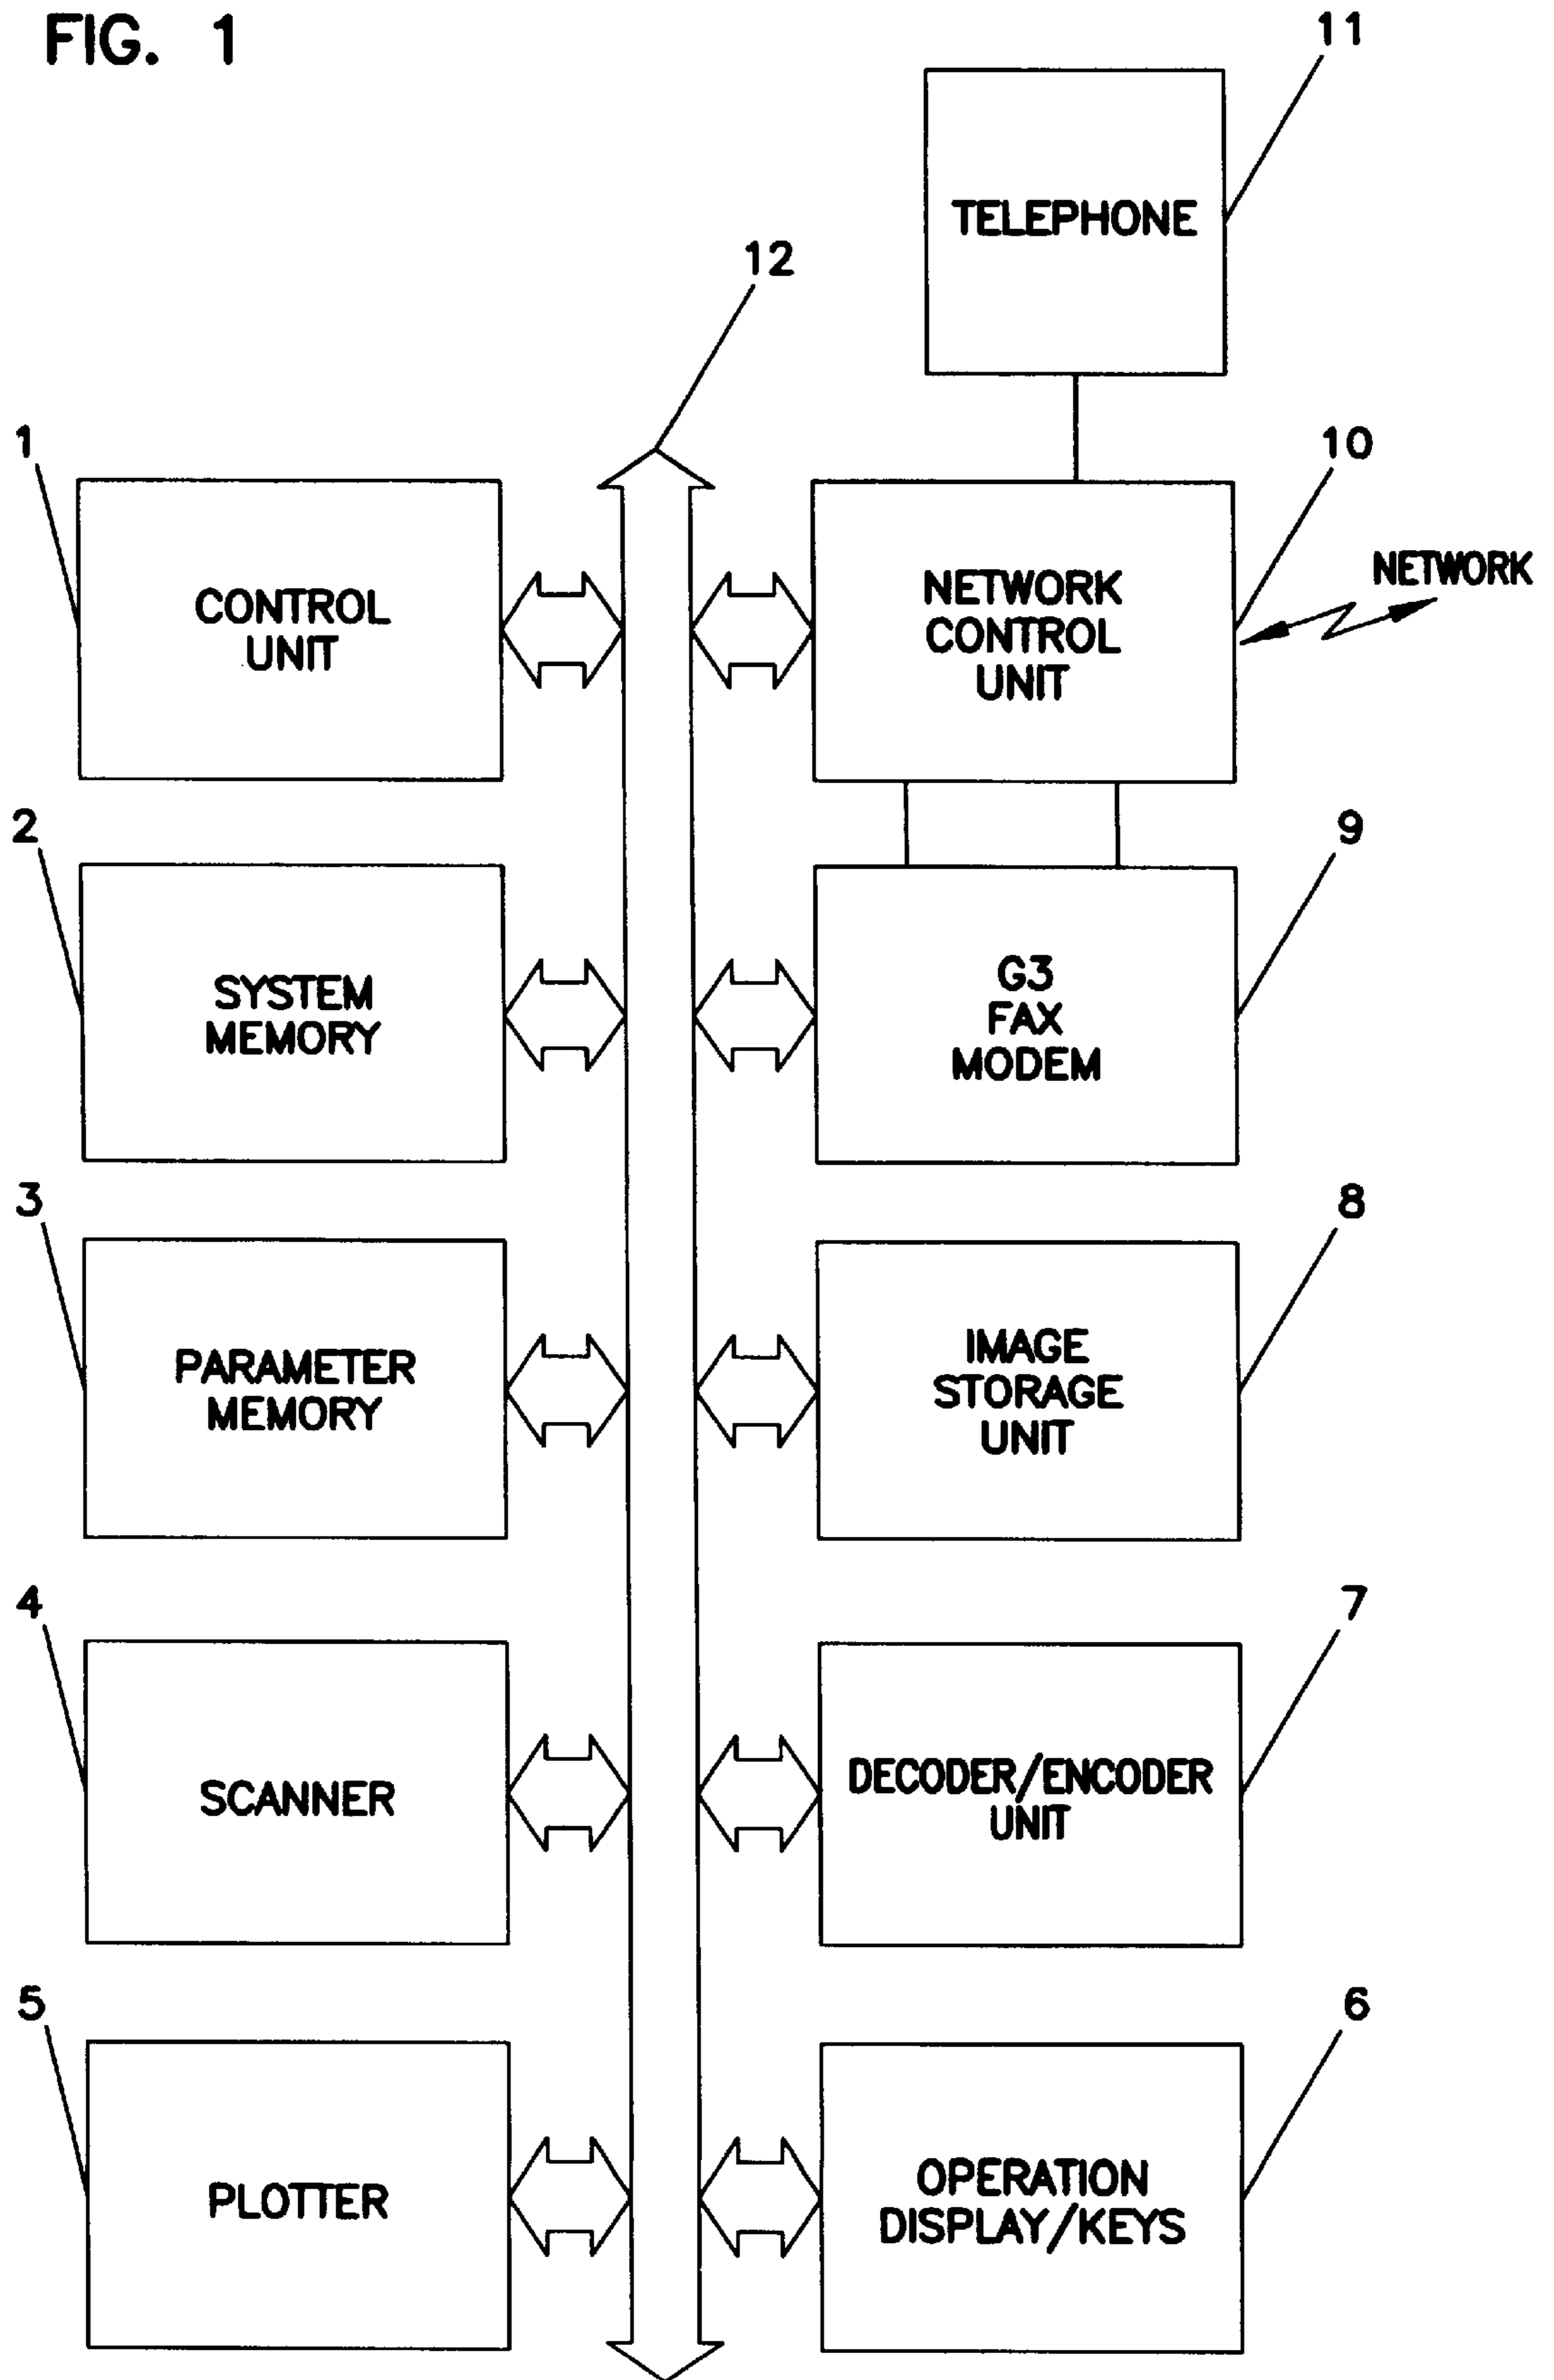 FIG. 1
11
TELEPHONE
12
1
10
CONTROL
UNIT
NETWORK
CONTROL
UNIT
NETWORK
2
9
SYSTEM
MEMORY
G3
FAX
MODEM
3
8
PARAMETER
MEMORY
IMAGE
STORAGE
UNIT
4
7
SCANNER
DECODER/ENCODER
UNIT
5
6
PLOTTER
OPERATION
DISPLAY/KEYS